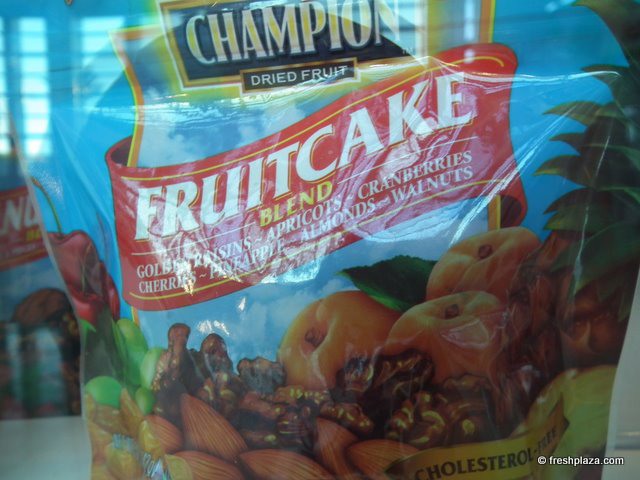 CHAMPION
DRIED FRUIT
FRUITCAKE
BLEND
GOLDEN RAISINS ~ APRICOTS ~ CRANBERRIES
CHERRIES ~ PINEAPPLE ~ ALMONDS ~ WALNUTS
CHOLESTEROL-FREE
© freshplaza.com